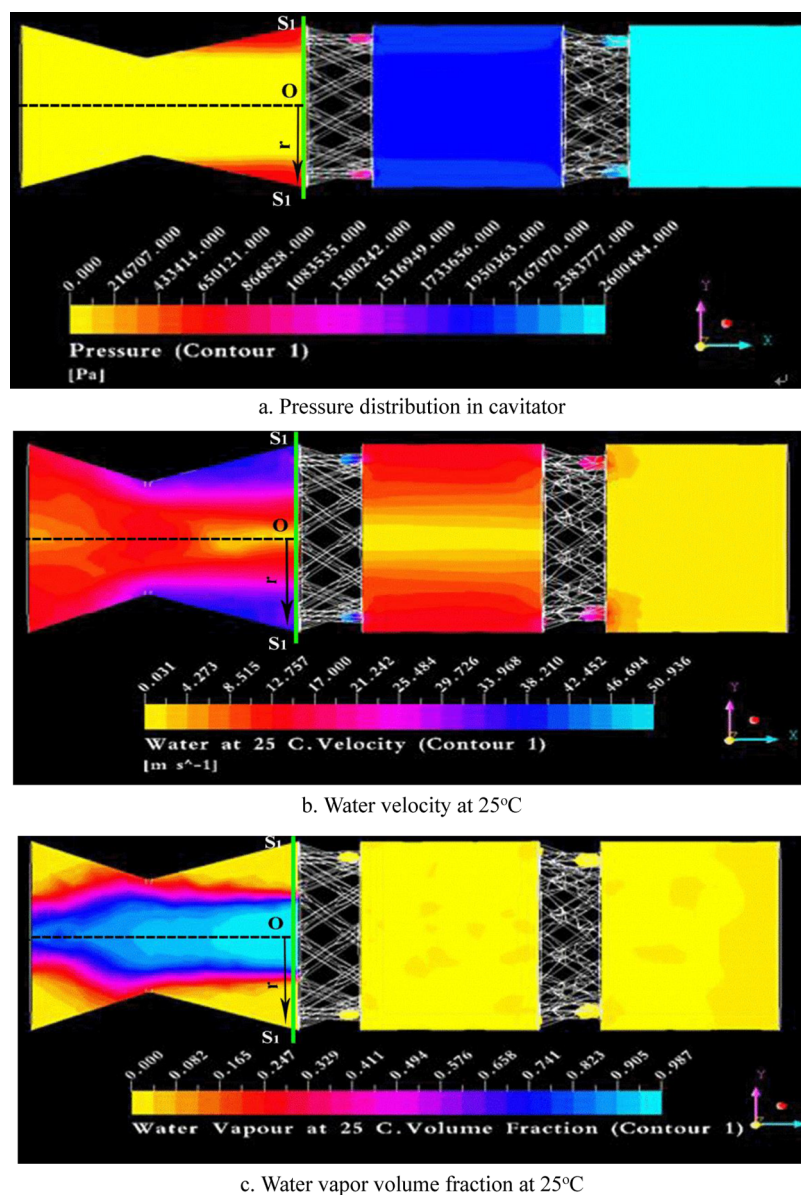 S1
O
r
S1
0.000 216707.000 433414.000 650121.000 866828.000 1083535.000 1300242.000 1516949.000 1733656.000 1950363.000 2167070.000 2383777.000 2600484.000
Pressure (Contour 1)
[Pa]
Y
X
a. Pressure distribution in cavitator
S1
O
r
S1
0.031 4.273 8.515 12.757 17.000 21.242 25.484 29.726 33.968 38.210 42.452 46.694 50.936
Water at 25 C.Velocity (Contour 1)
[m s^-1]
Y
X
b. Water velocity at 25°C
S1
O
r
S1
0.000 0.082 0.165 0.247 0.329 0.411 0.494 0.576 0.658 0.741 0.823 0.905 0.987
Water Vapour at 25 C.Volume Fraction (Contour 1)
Y
c. Water vapor volume fraction at 25°C